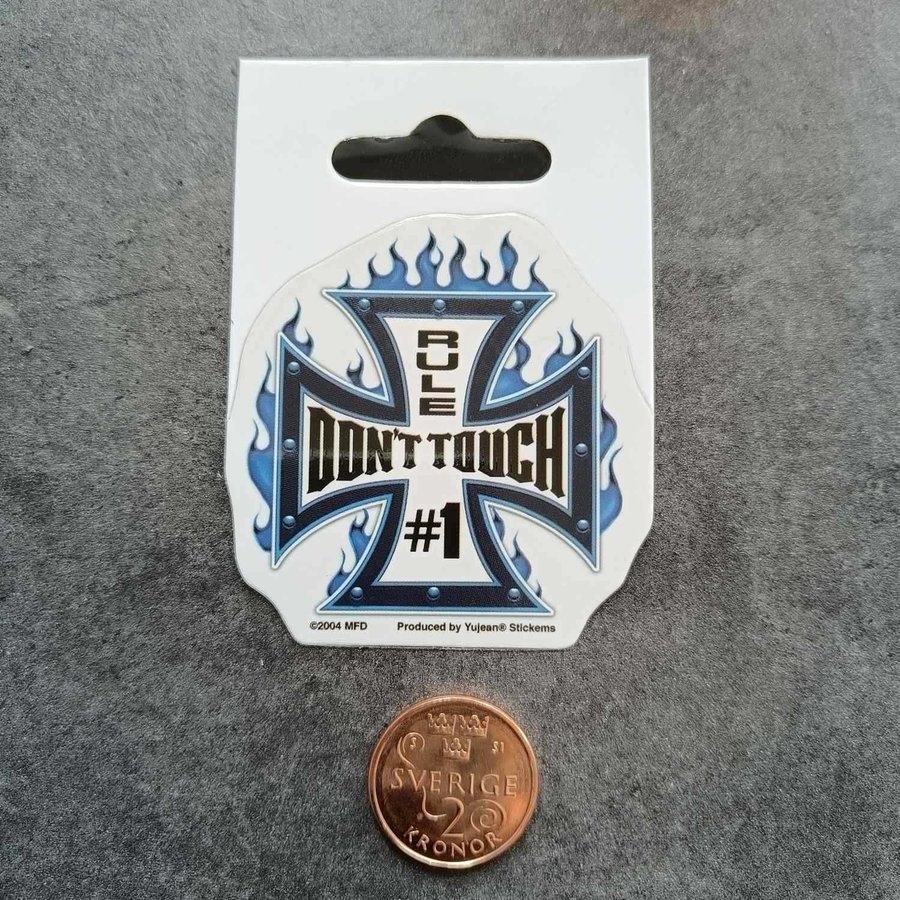 RULE
DON'T TOUCH
#1
©2004 MFD Produced by Yujean® Stickems
SVERIGE
2
KRONOR